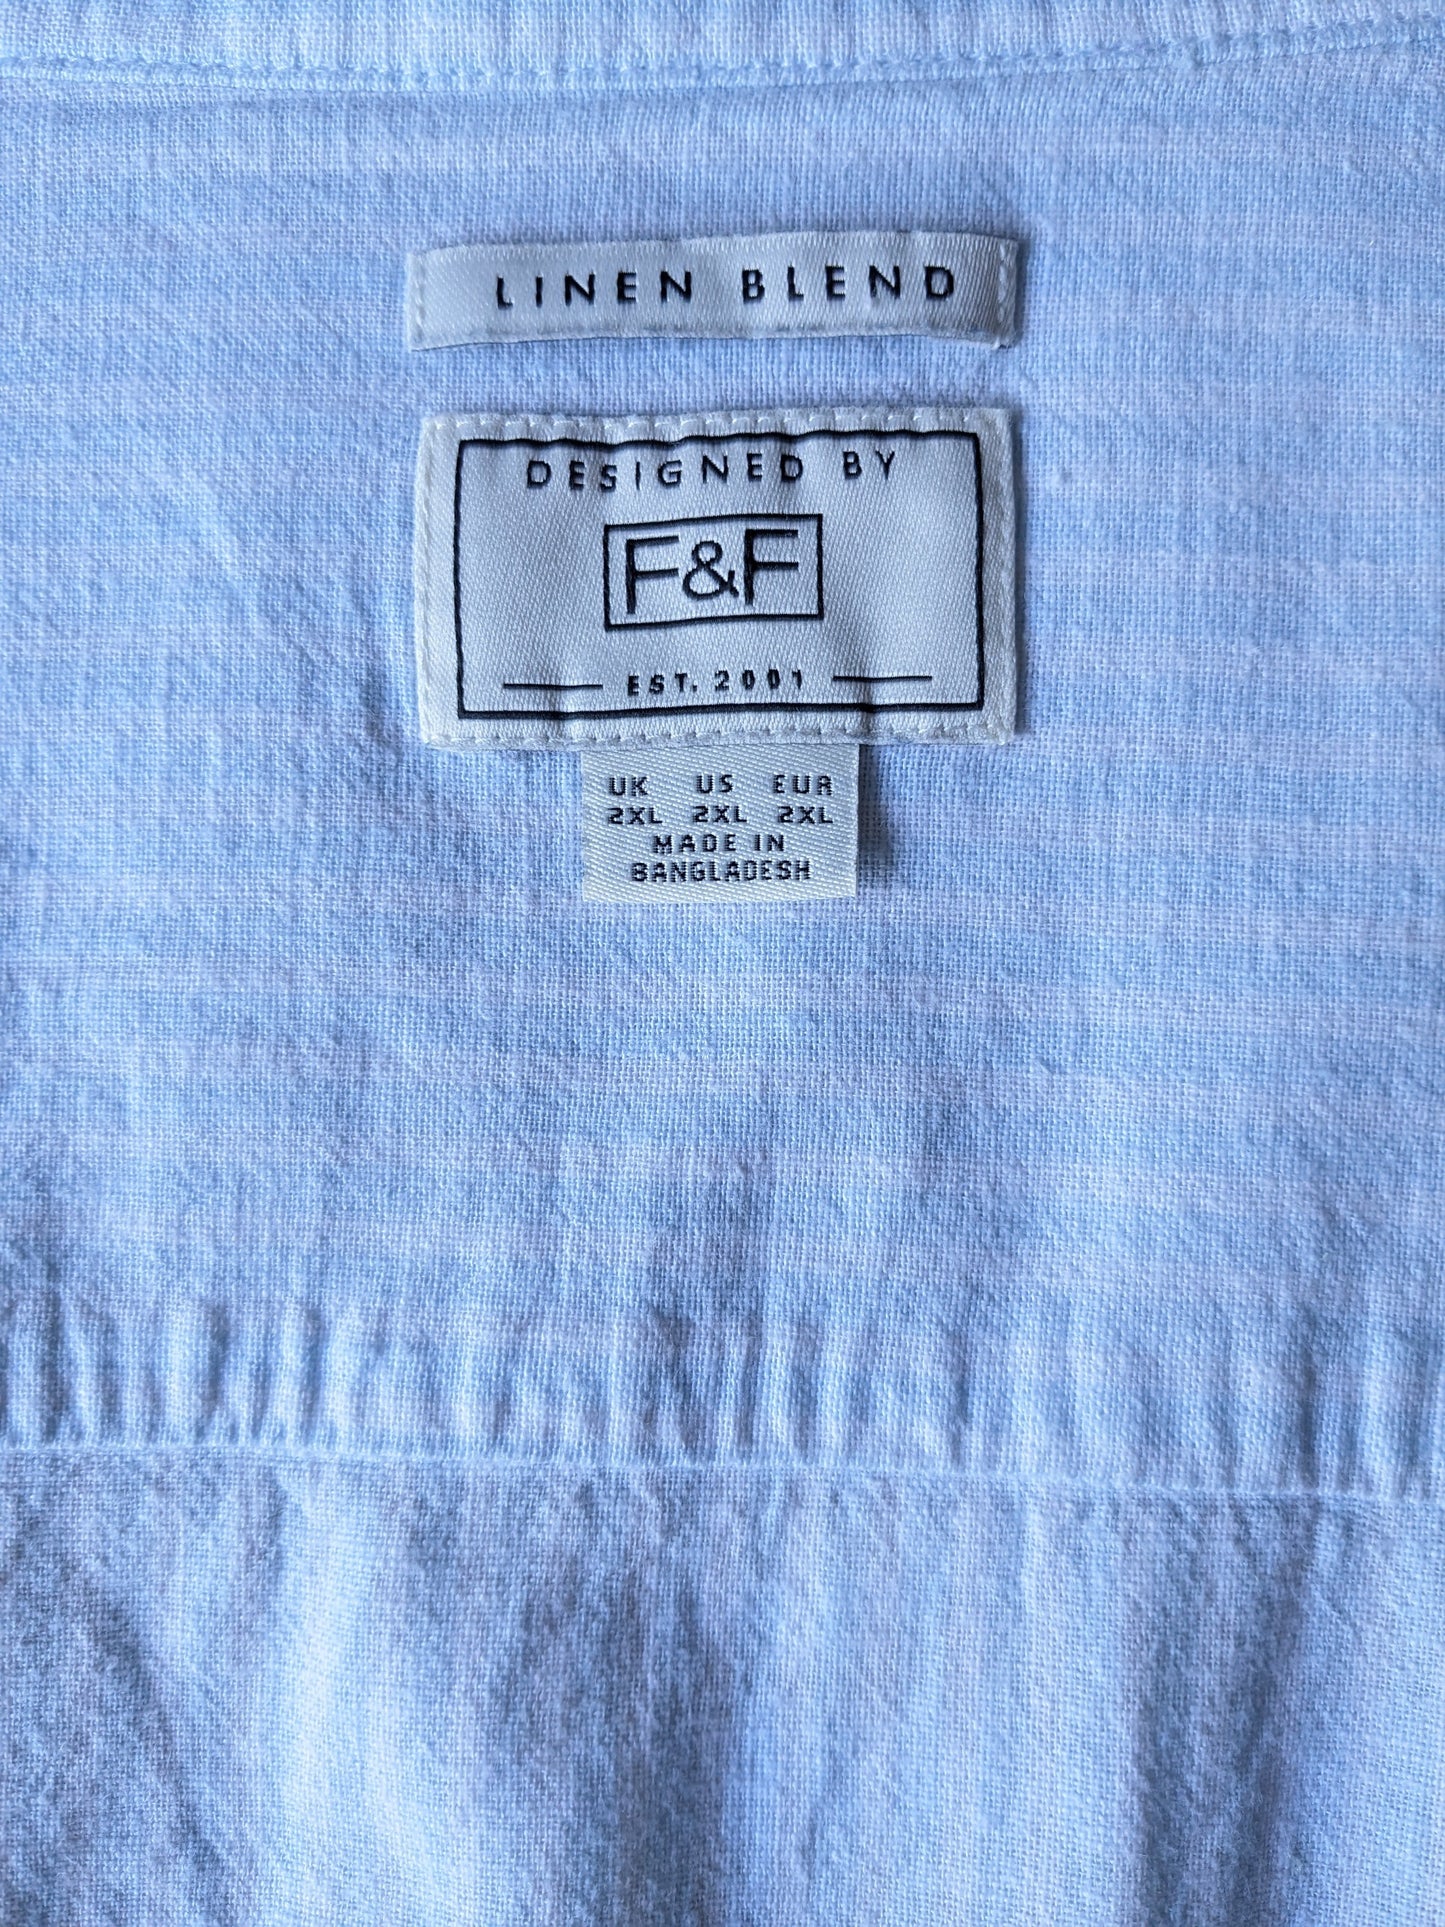 LINEN BLEND
DESIGNED BY
F&F
EST. 2001
UK US EUR
2XL 2XL 2XL
MADE IN
BANGLADESH